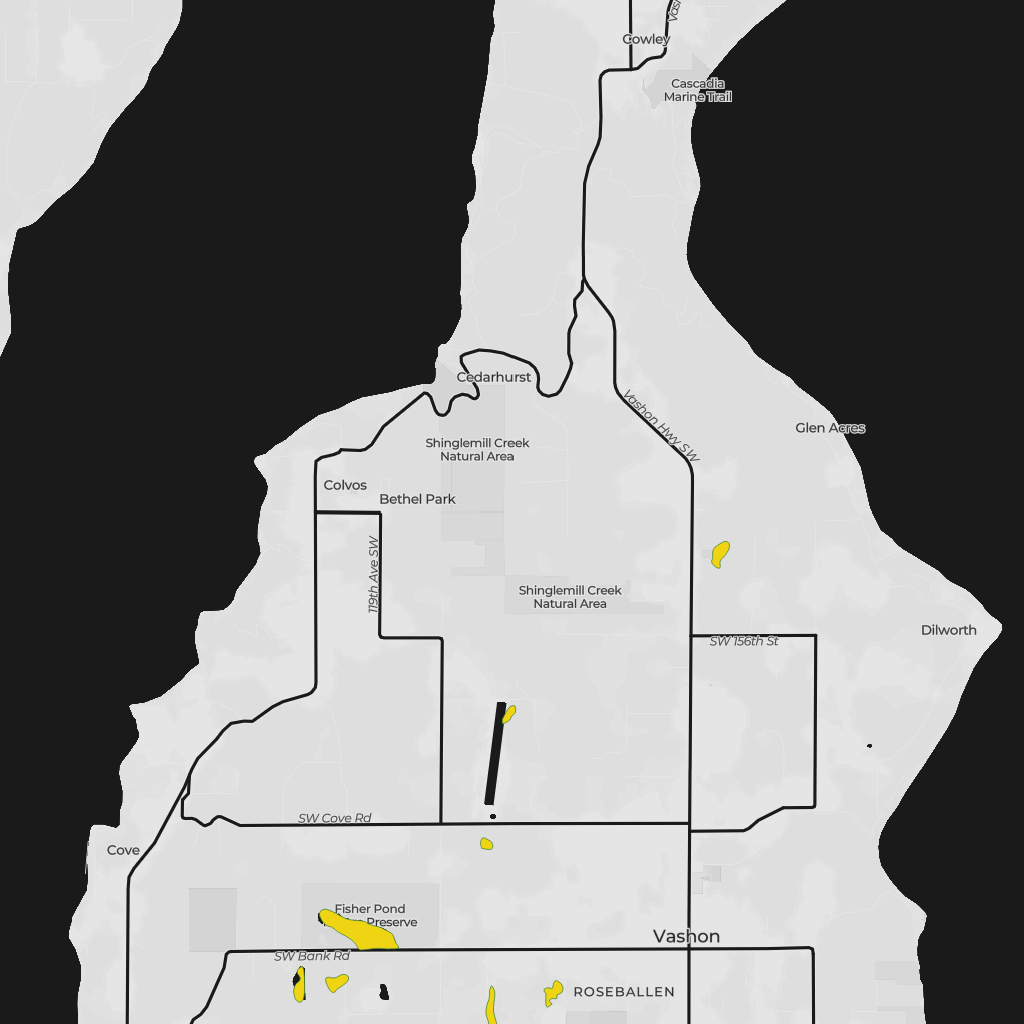 Vas
Cowley
Cascadia
Marine Trail
Cedarhurst
Vashon Hwy SW
Glen Acres
Shinglemill Creek
Natural Area
Colvos
Bethel Park
119th Ave SW
Shinglemill Creek
Natural Area
Dilworth
SW 156th St
SW Cove Rd
Cove
Fisher Pond
Preserve
Vashon
SW Bank Rd
ROSEBALLEN